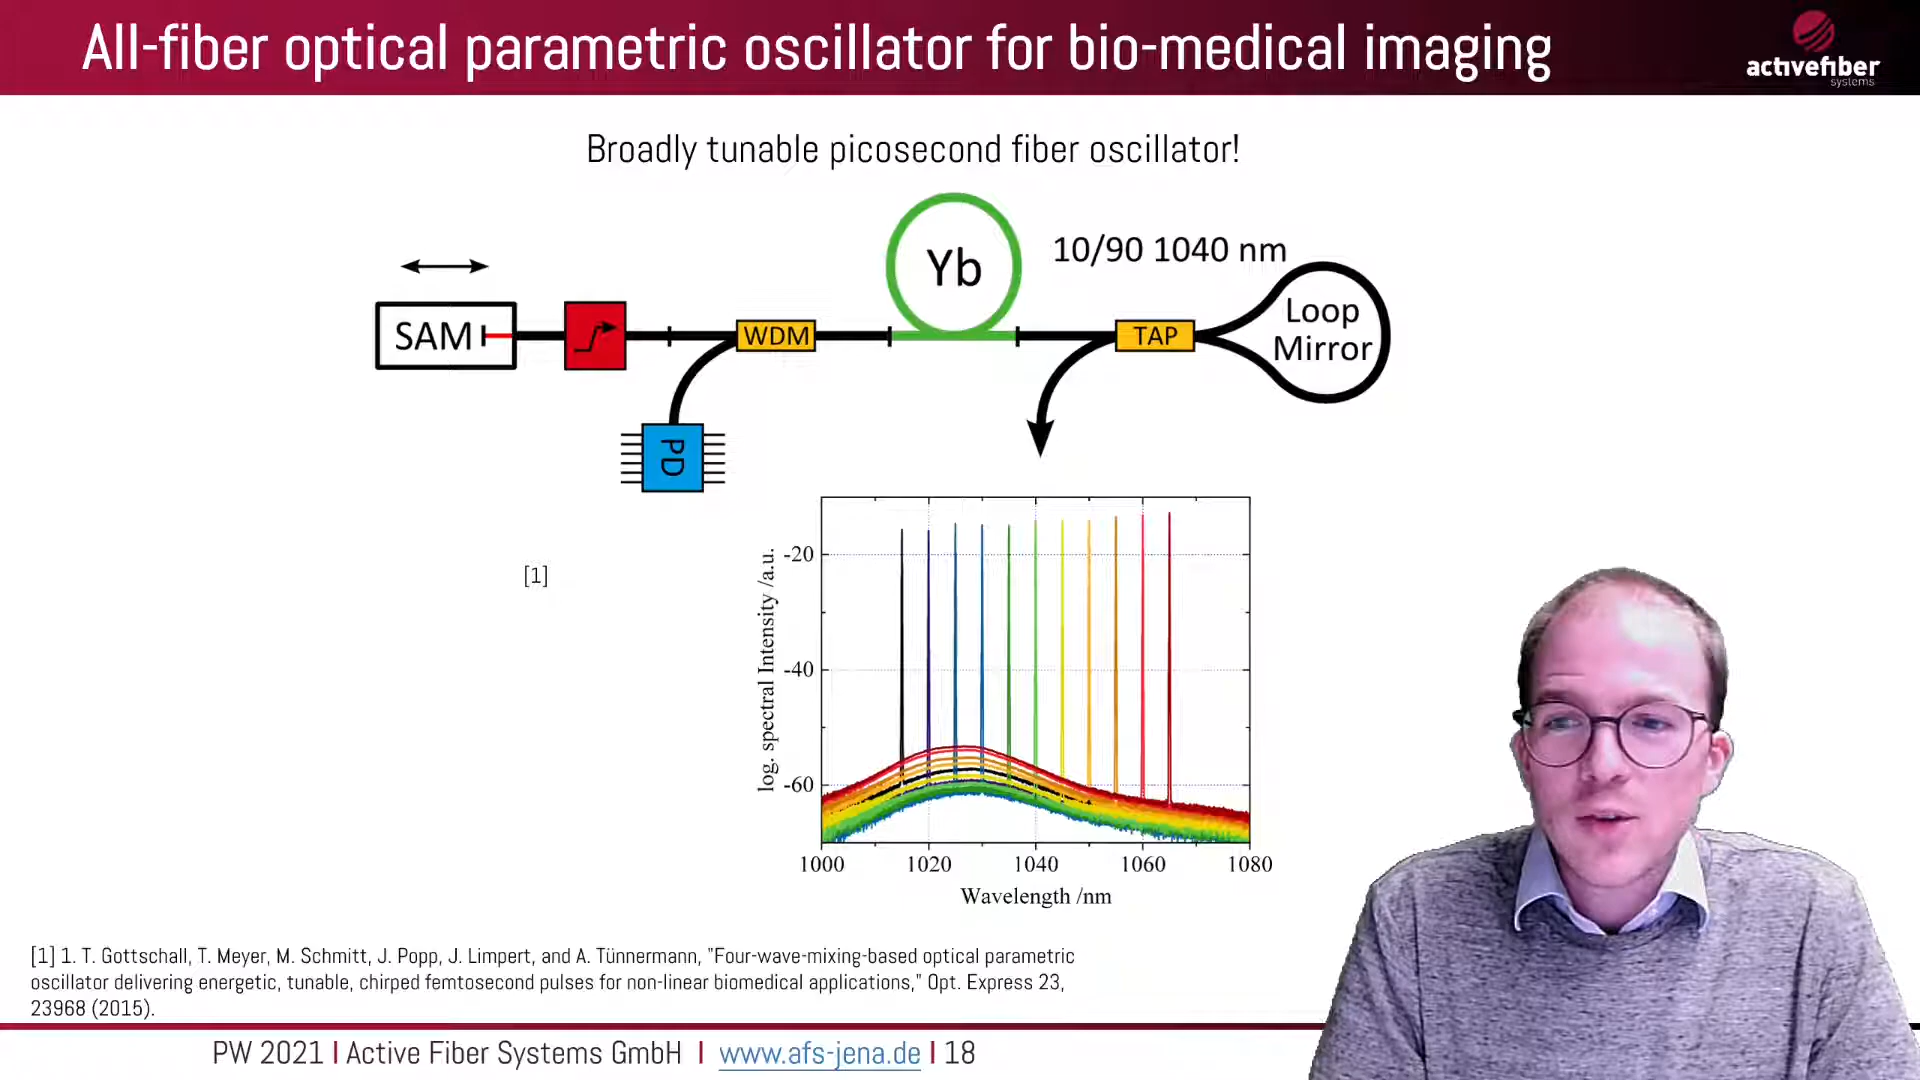 All-fiber optical parametric oscillator for bio-medical imaging
activefiber
systems
Broadly tunable picosecond fiber oscillator!
Yb
10/90 1040 nm
SAM
WDM
TAP
Loop
Mirror
PD
[1]
log. spectral Intensity /a.u.
-20
-40
-60
1000 1020 1040 1060 1080
Wavelength /nm
[1] 1. T. Gottschall, T. Meyer, M. Schmitt, J. Popp, J. Limpert, and A. Tünnermann, "Four-wave-mixing-based optical parametric
oscillator delivering energetic, tunable, chirped femtosecond pulses for non-linear biomedical applications," Opt. Express 23,
23968 (2015).
PW 2021 I Active Fiber Systems GmbH I www.afs-jena.de I 18